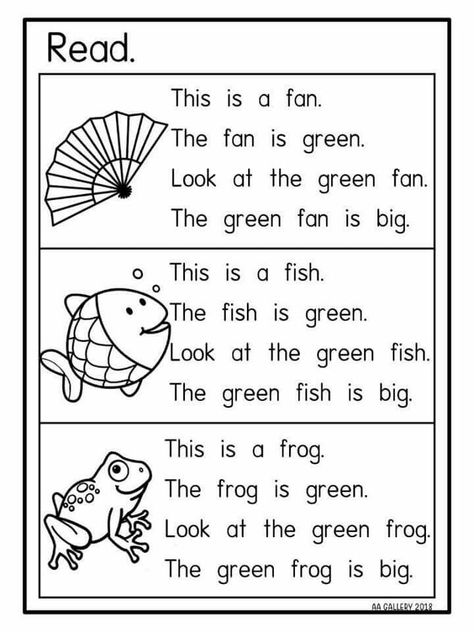 Read.
This is a fan.
The fan is green.
Look at the green fan.
The green fan is big.
This is a fish.
The fish is green.
Look at the green fish.
The green fish is big.
This is a frog.
The frog is green.
Look at the green frog.
The green frog is big.
AA GALLERY 2018